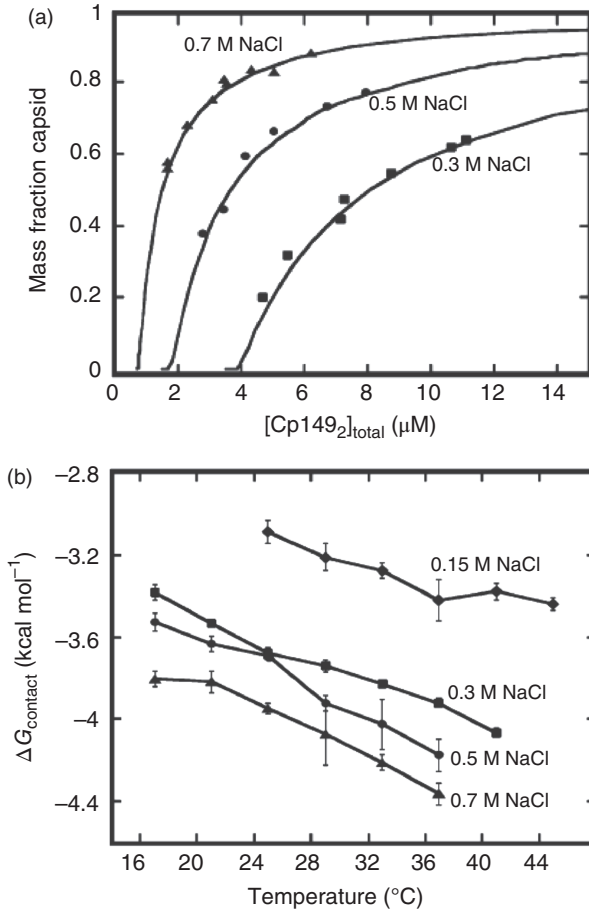 (a)
1
0.8
0.6
0.4
0.2
0
Mass fraction capsid
0.7 M NaCl
0.5 M NaCl
0.3 M NaCl
0 2 4 6 8 10 12 14
[Cp149₂]total (μM)
(b)
−2.8
−3.2
−3.6
−4
−4.4
ΔGcontact (kcal mol⁻¹)
0.15 M NaCl
0.3 M NaCl
0.5 M NaCl
0.7 M NaCl
16 20 24 28 32 36 40 44
Temperature (°C)